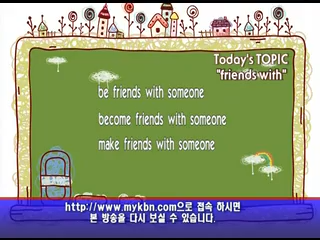 Today's TOPIC
"friends with"
be friends with someone
become friends with someone
make friends with someone
http://www.mykbn.com으로 접속 하시면
본 방송을 다시 보실 수 있습니다.